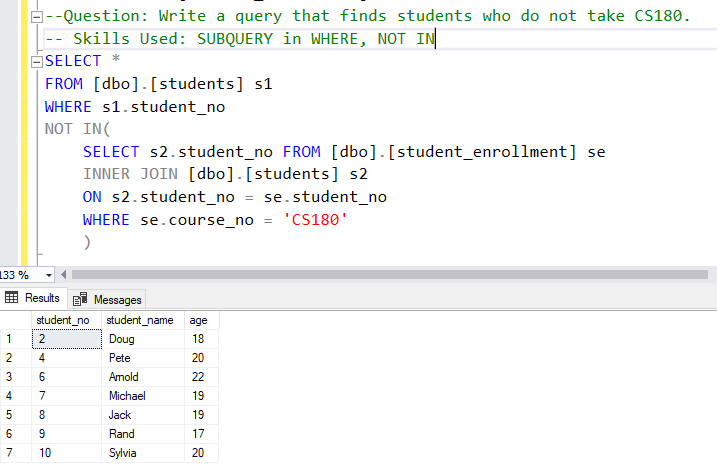 --Question: Write a query that finds students who do not take CS180.
-- Skills Used: SUBQUERY in WHERE, NOT IN
SELECT *
FROM [dbo].[students] s1
WHERE s1.student_no
NOT IN(
SELECT s2.student_no FROM [dbo].[student_enrollment] se
INNER JOIN [dbo].[students] s2
ON s2.student_no = se.student_no
WHERE se.course_no = 'CS180'
)
133 %
Results Messages
student_no student_name age
1 2 Doug 18
2 4 Pete 20
3 6 Arnold 22
4 7 Michael 19
5 8 Jack 19
6 9 Rand 17
7 10 Sylvia 20